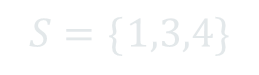 S = {1,3,4}